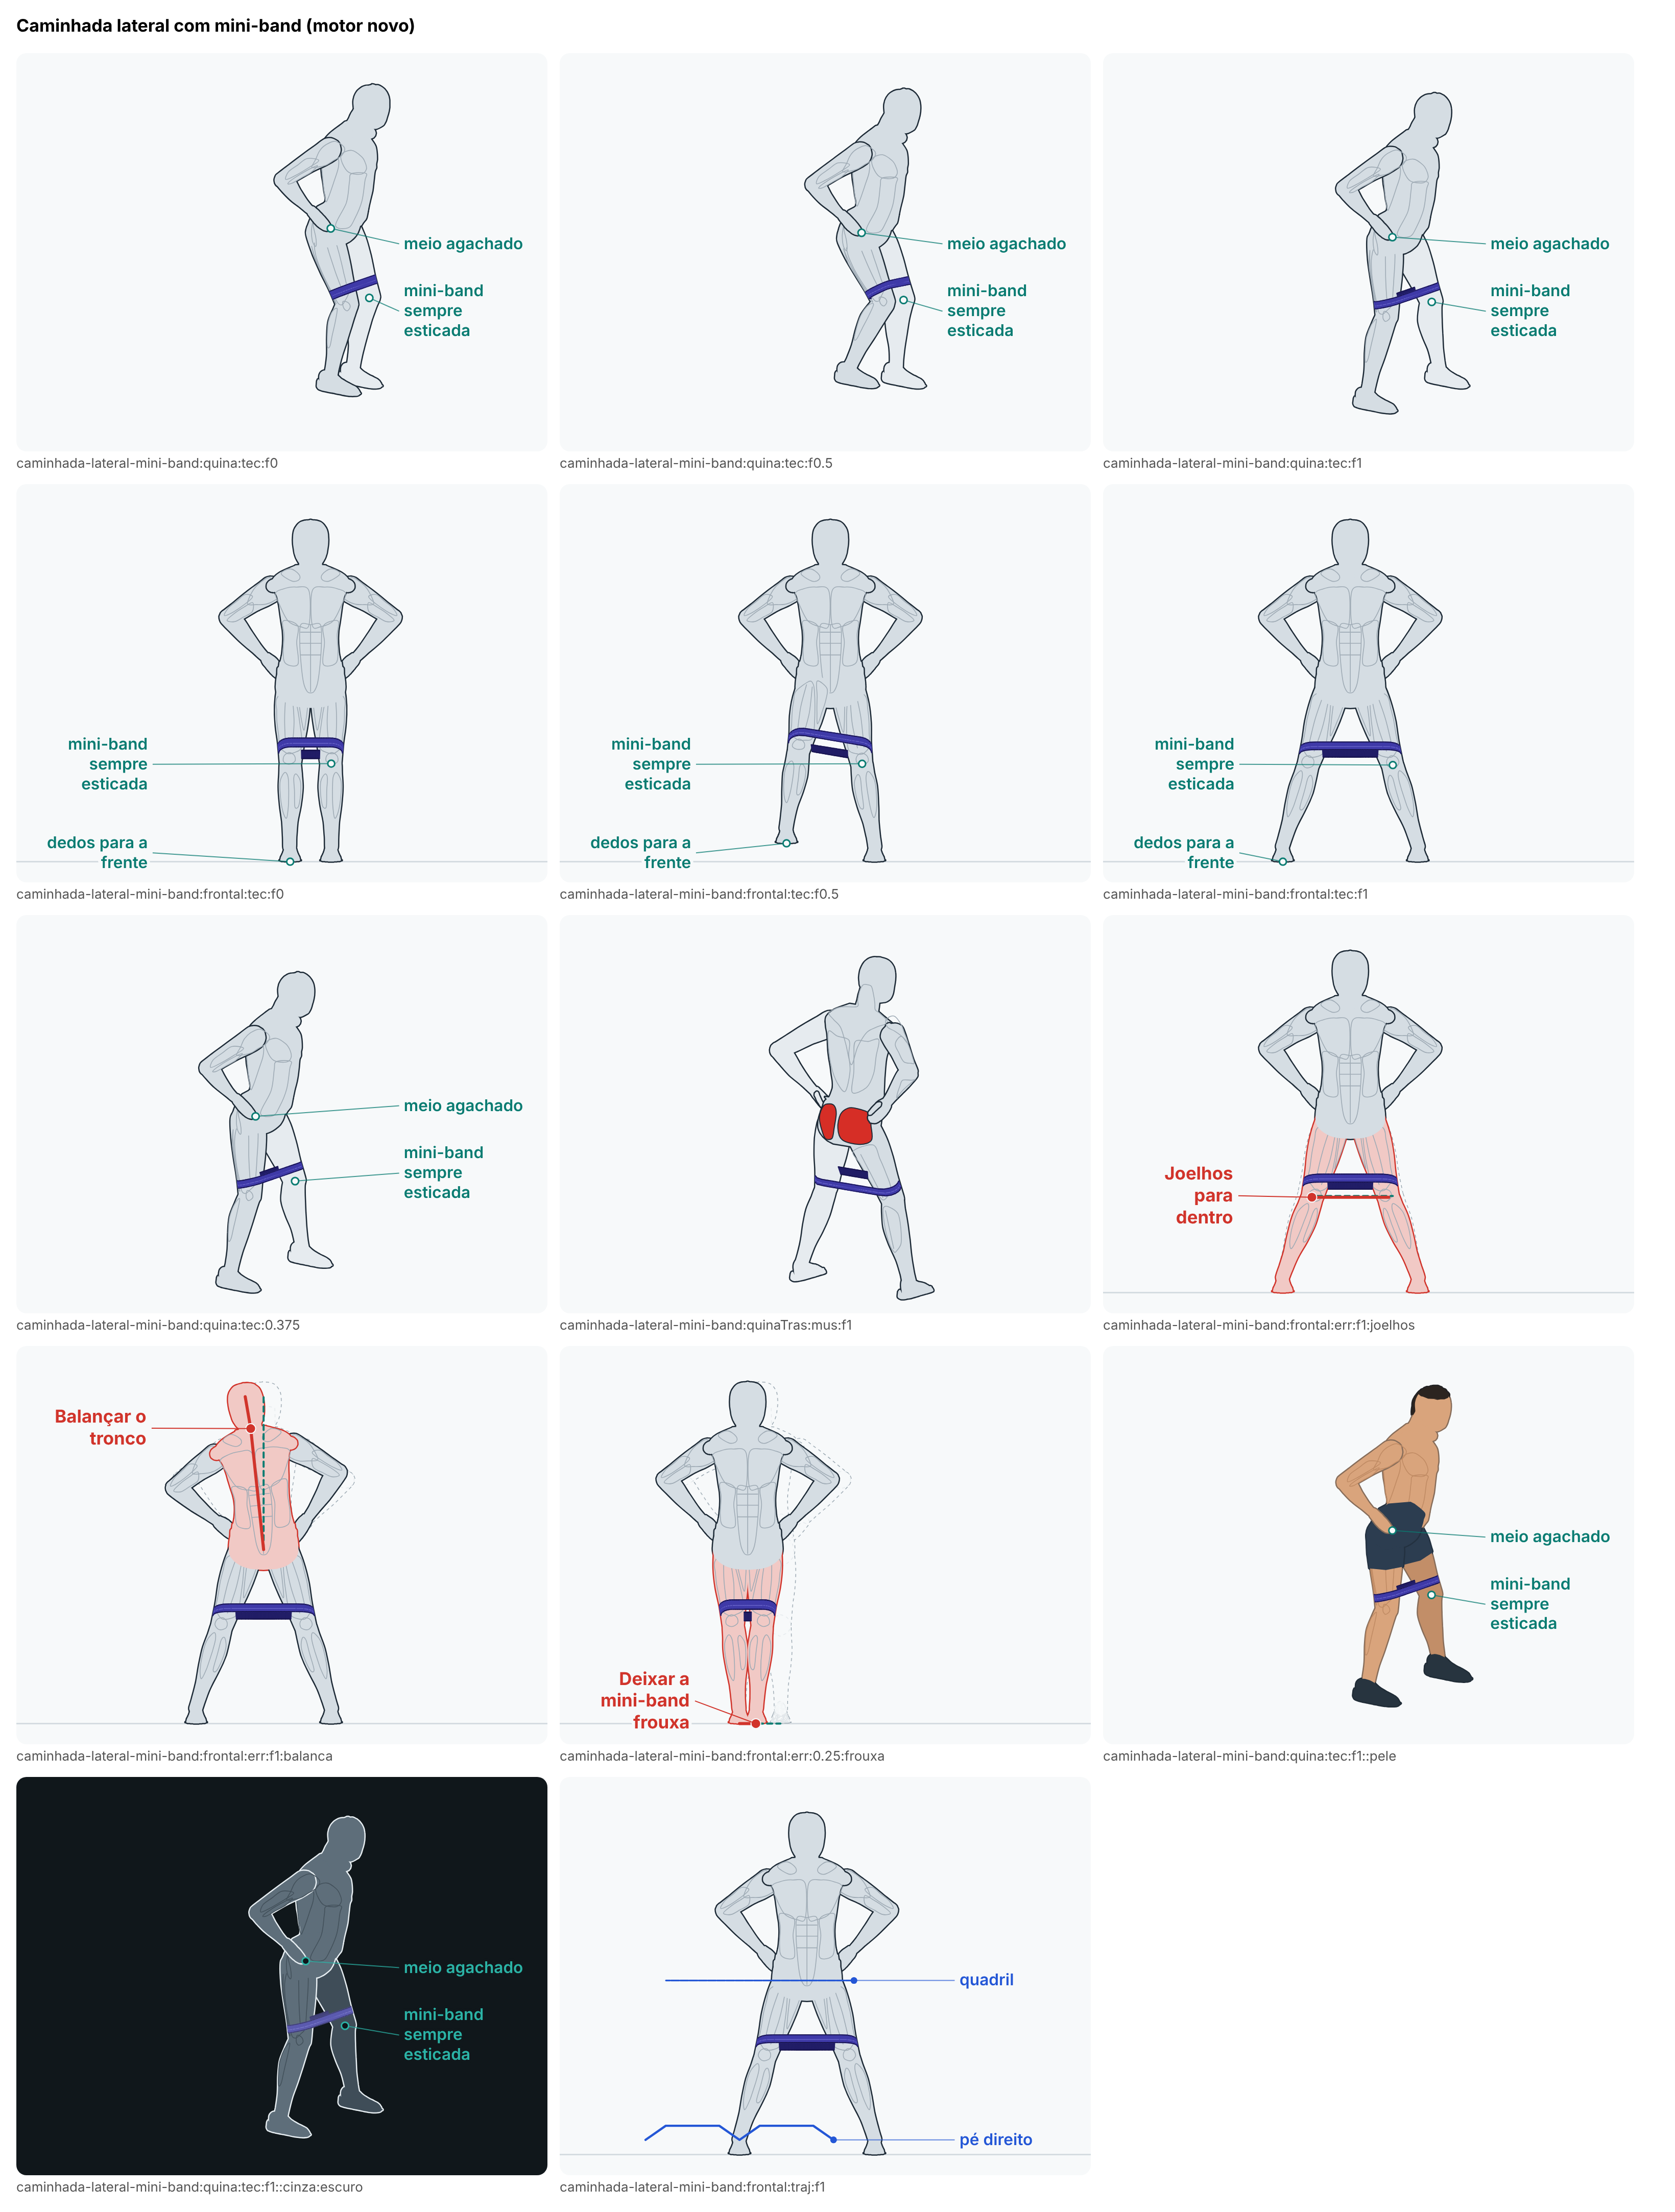 Caminhada lateral com mini-band (motor novo)
meio agachado
mini-band
sempre
esticada
caminhada-lateral-mini-band:quina:tec:f0
meio agachado
mini-band
sempre
esticada
caminhada-lateral-mini-band:quina:tec:f0.5
meio agachado
mini-band
sempre
esticada
caminhada-lateral-mini-band:quina:tec:f1
mini-band
sempre
esticada
dedos para a
frente
caminhada-lateral-mini-band:frontal:tec:f0
mini-band
sempre
esticada
dedos para a
frente
caminhada-lateral-mini-band:frontal:tec:f0.5
mini-band
sempre
esticada
dedos para a
frente
caminhada-lateral-mini-band:frontal:tec:f1
meio agachado
mini-band
sempre
esticada
caminhada-lateral-mini-band:quina:tec:0.375
caminhada-lateral-mini-band:quinaTras:mus:f1
Joelhos
para
dentro
caminhada-lateral-mini-band:frontal:err:f1:joelhos
Balançar o
tronco
caminhada-lateral-mini-band:frontal:err:f1:balanca
Deixar a
mini-band
frouxa
caminhada-lateral-mini-band:frontal:err:0.25:frouxa
meio agachado
mini-band
sempre
esticada
caminhada-lateral-mini-band:quina:tec:f1::pele
meio agachado
mini-band
sempre
esticada
caminhada-lateral-mini-band:quina:tec:f1::cinza:escuro
quadril
pé direito
caminhada-lateral-mini-band:frontal:traj:f1